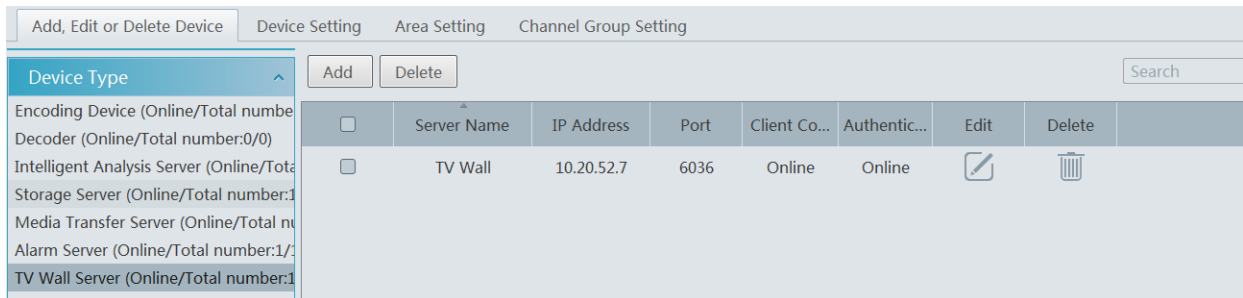 Add, Edit or Delete Device Device Setting Area Setting Channel Group Setting
Device Type
Add Delete Search
Encoding Device (Online/Total numbe
Decoder (Online/Total number:0/0)
Intelligent Analysis Server (Online/Tota
Storage Server (Online/Total number:1
Media Transfer Server (Online/Total nu
Alarm Server (Online/Total number:1/1
TV Wall Server (Online/Total number:1
Server Name IP Address Port Client Co... Authentic... Edit Delete
TV Wall 10.20.52.7 6036 Online Online